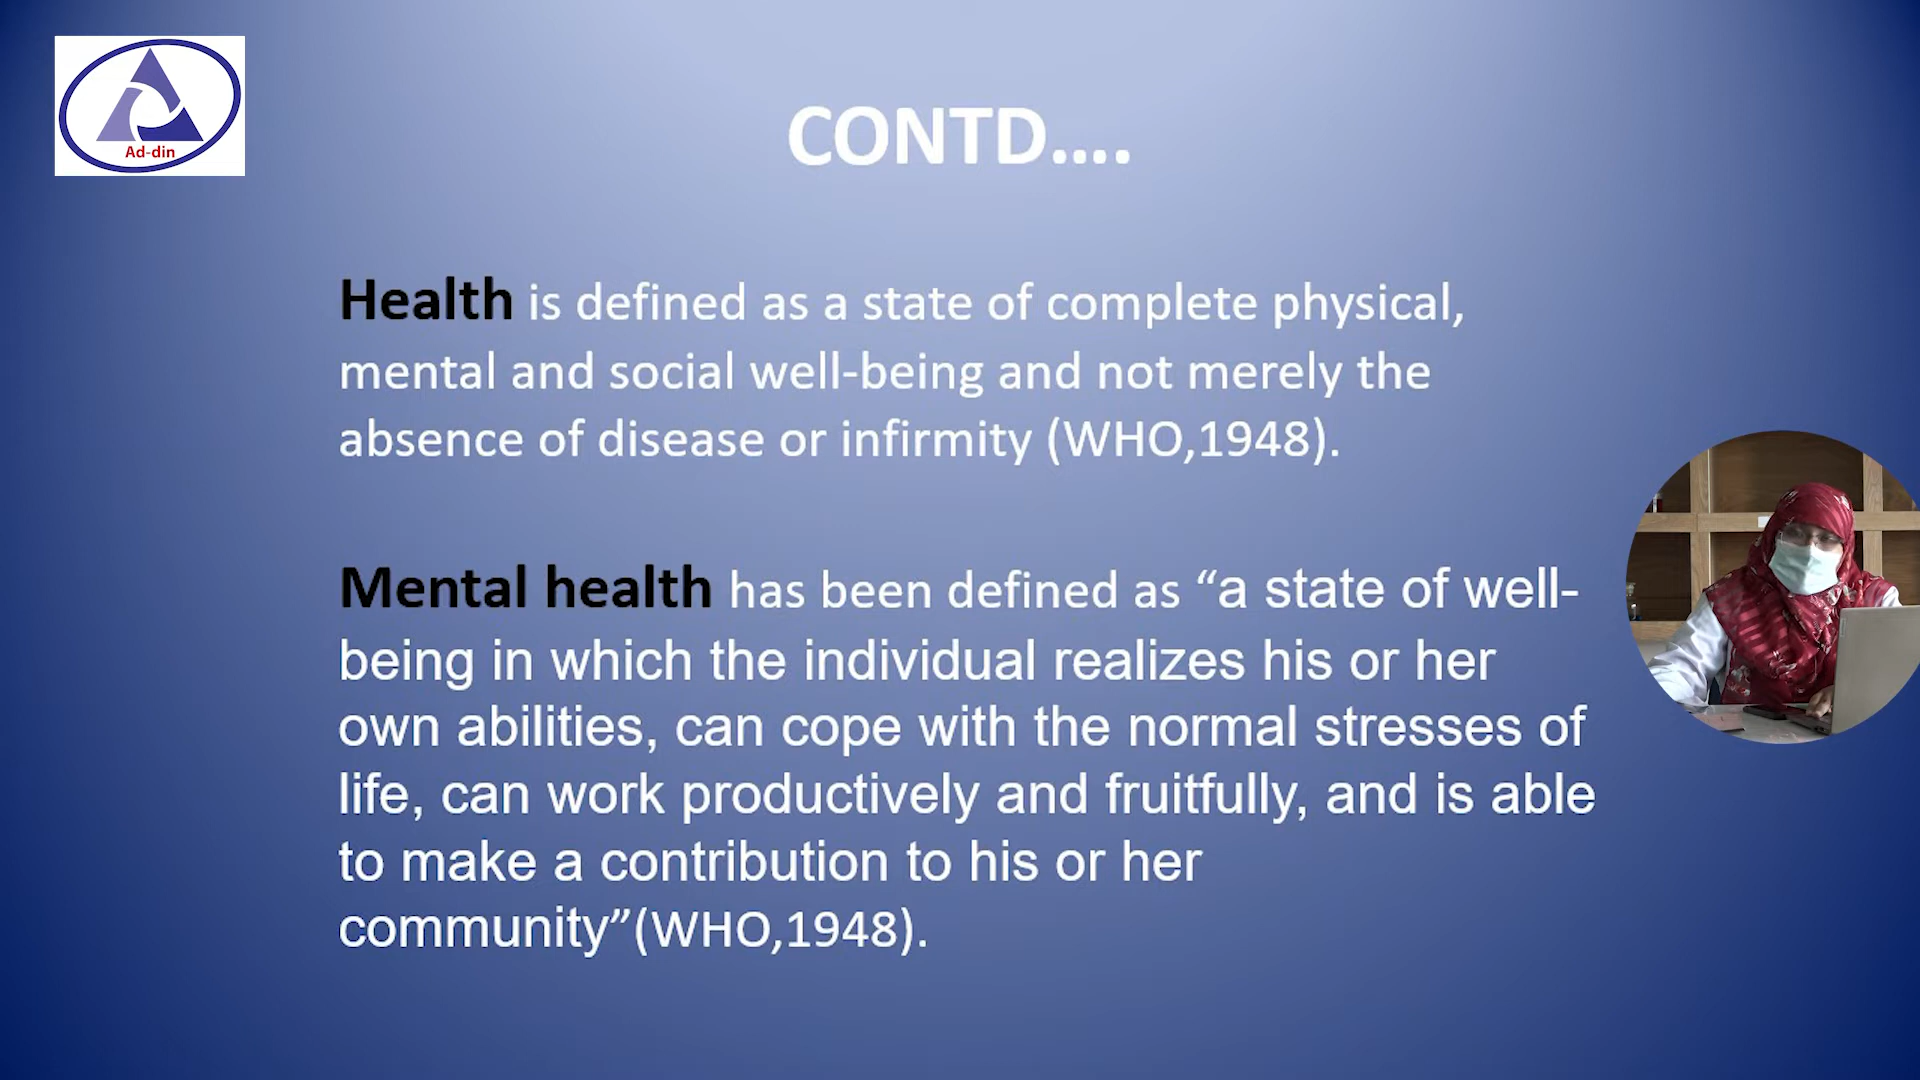 Ad-din
CONTD....
Health is defined as a state of complete physical,
mental and social well-being and not merely the
absence of disease or infirmity (WHO,1948).
Mental health has been defined as “a state of well-
being in which the individual realizes his or her
own abilities, can cope with the normal stresses of
life, can work productively and fruitfully, and is able
to make a contribution to his or her
community”(WHO,1948).